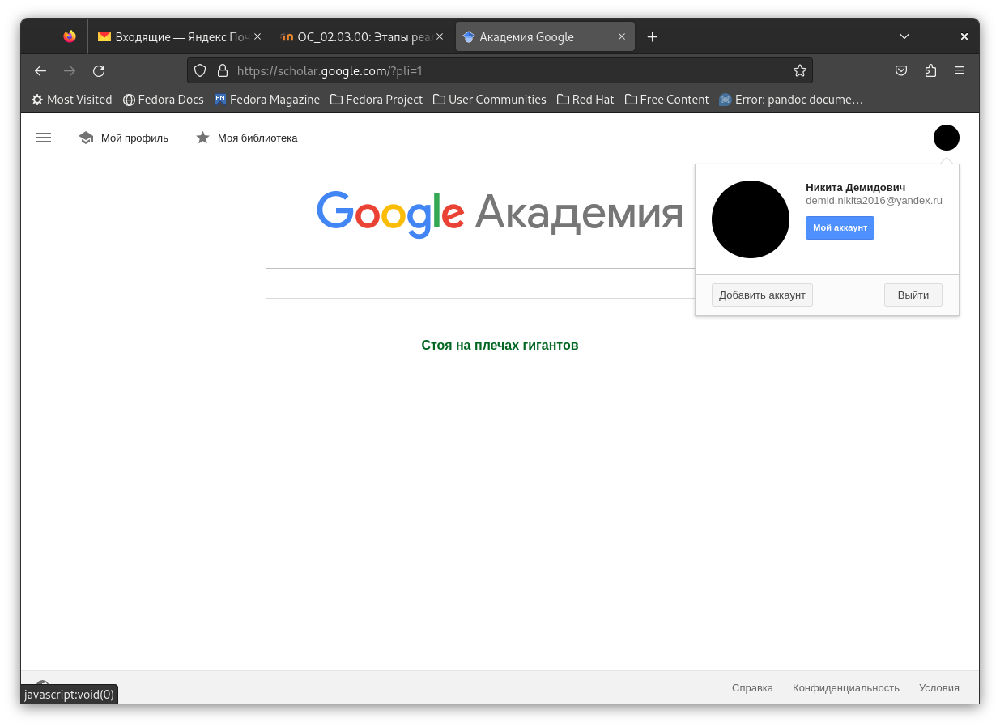 Входящие — Яндекс Поч
ОС_02.03.00: Этапы реа
Академия Google
https://scholar.google.com/?pli=1
Most Visited
Fedora Docs
Fedora Magazine
Fedora Project
User Communities
Red Hat
Free Content
Error: pandoc docume…
Мой профиль
Моя библиотека
Google Академия
Никита Демидович
demid.nikita2016@yandex.ru
Мой аккаунт
Добавить аккаунт
Выйти
Стоя на плечах гигантов
javascript:void(0)
Справка
Конфиденциальность
Условия